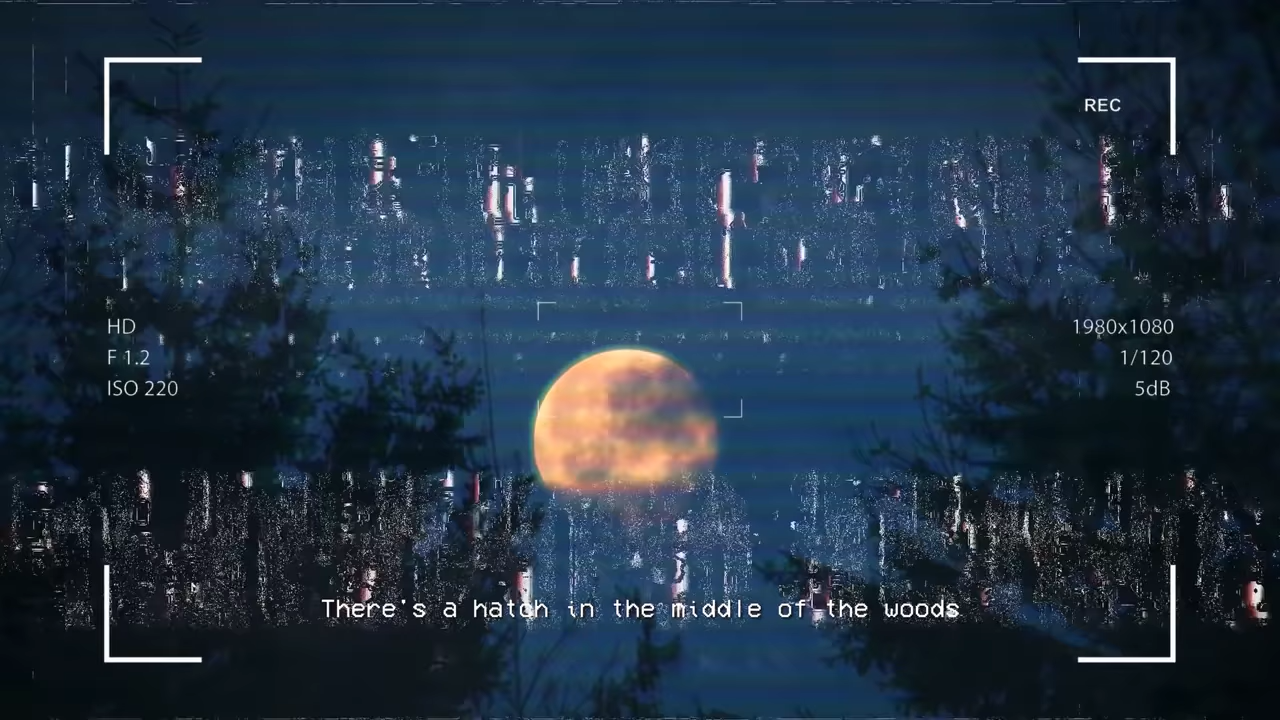 REC
HD
F 1.2
ISO 220
1980x1080
1/120
5dB
There's a hatch in the middle of the woods